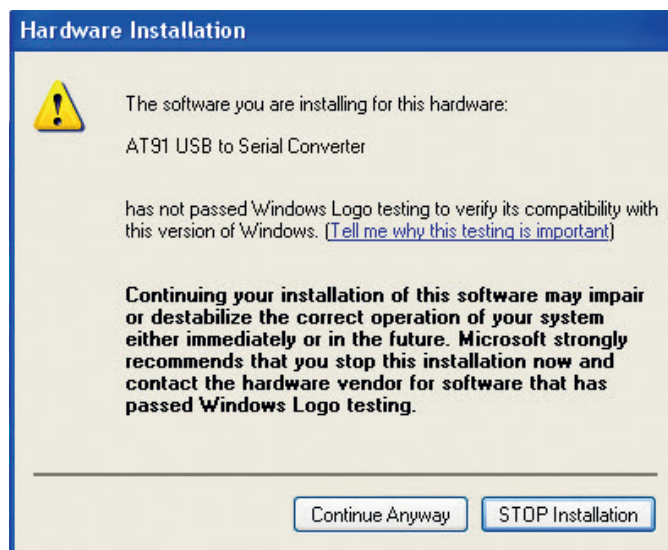 Hardware Installation
The software you are installing for this hardware:
AT91 USB to Serial Converter
has not passed Windows Logo testing to verify its compatibility with
this version of Windows. (Tell me why this testing is important)
Continuing your installation of this software may impair
or destabilize the correct operation of your system
either immediately or in the future. Microsoft strongly
recommends that you stop this installation now and
contact the hardware vendor for software that has
passed Windows Logo testing.
Continue Anyway
STOP Installation